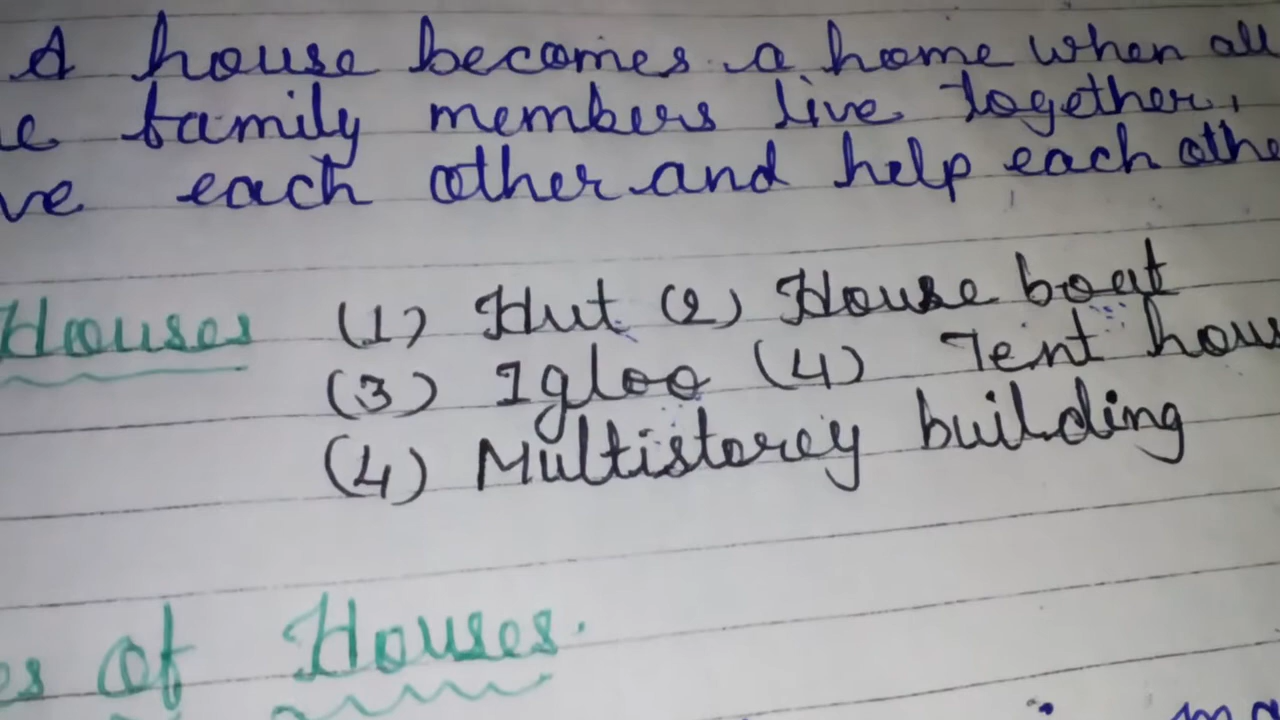 A house becomes a home when all
family members live together,
each other and help each
Houses (1) Hut (2) House boat
(3) Igloo (4) Tent
(4) Multistorey building
of Houses.